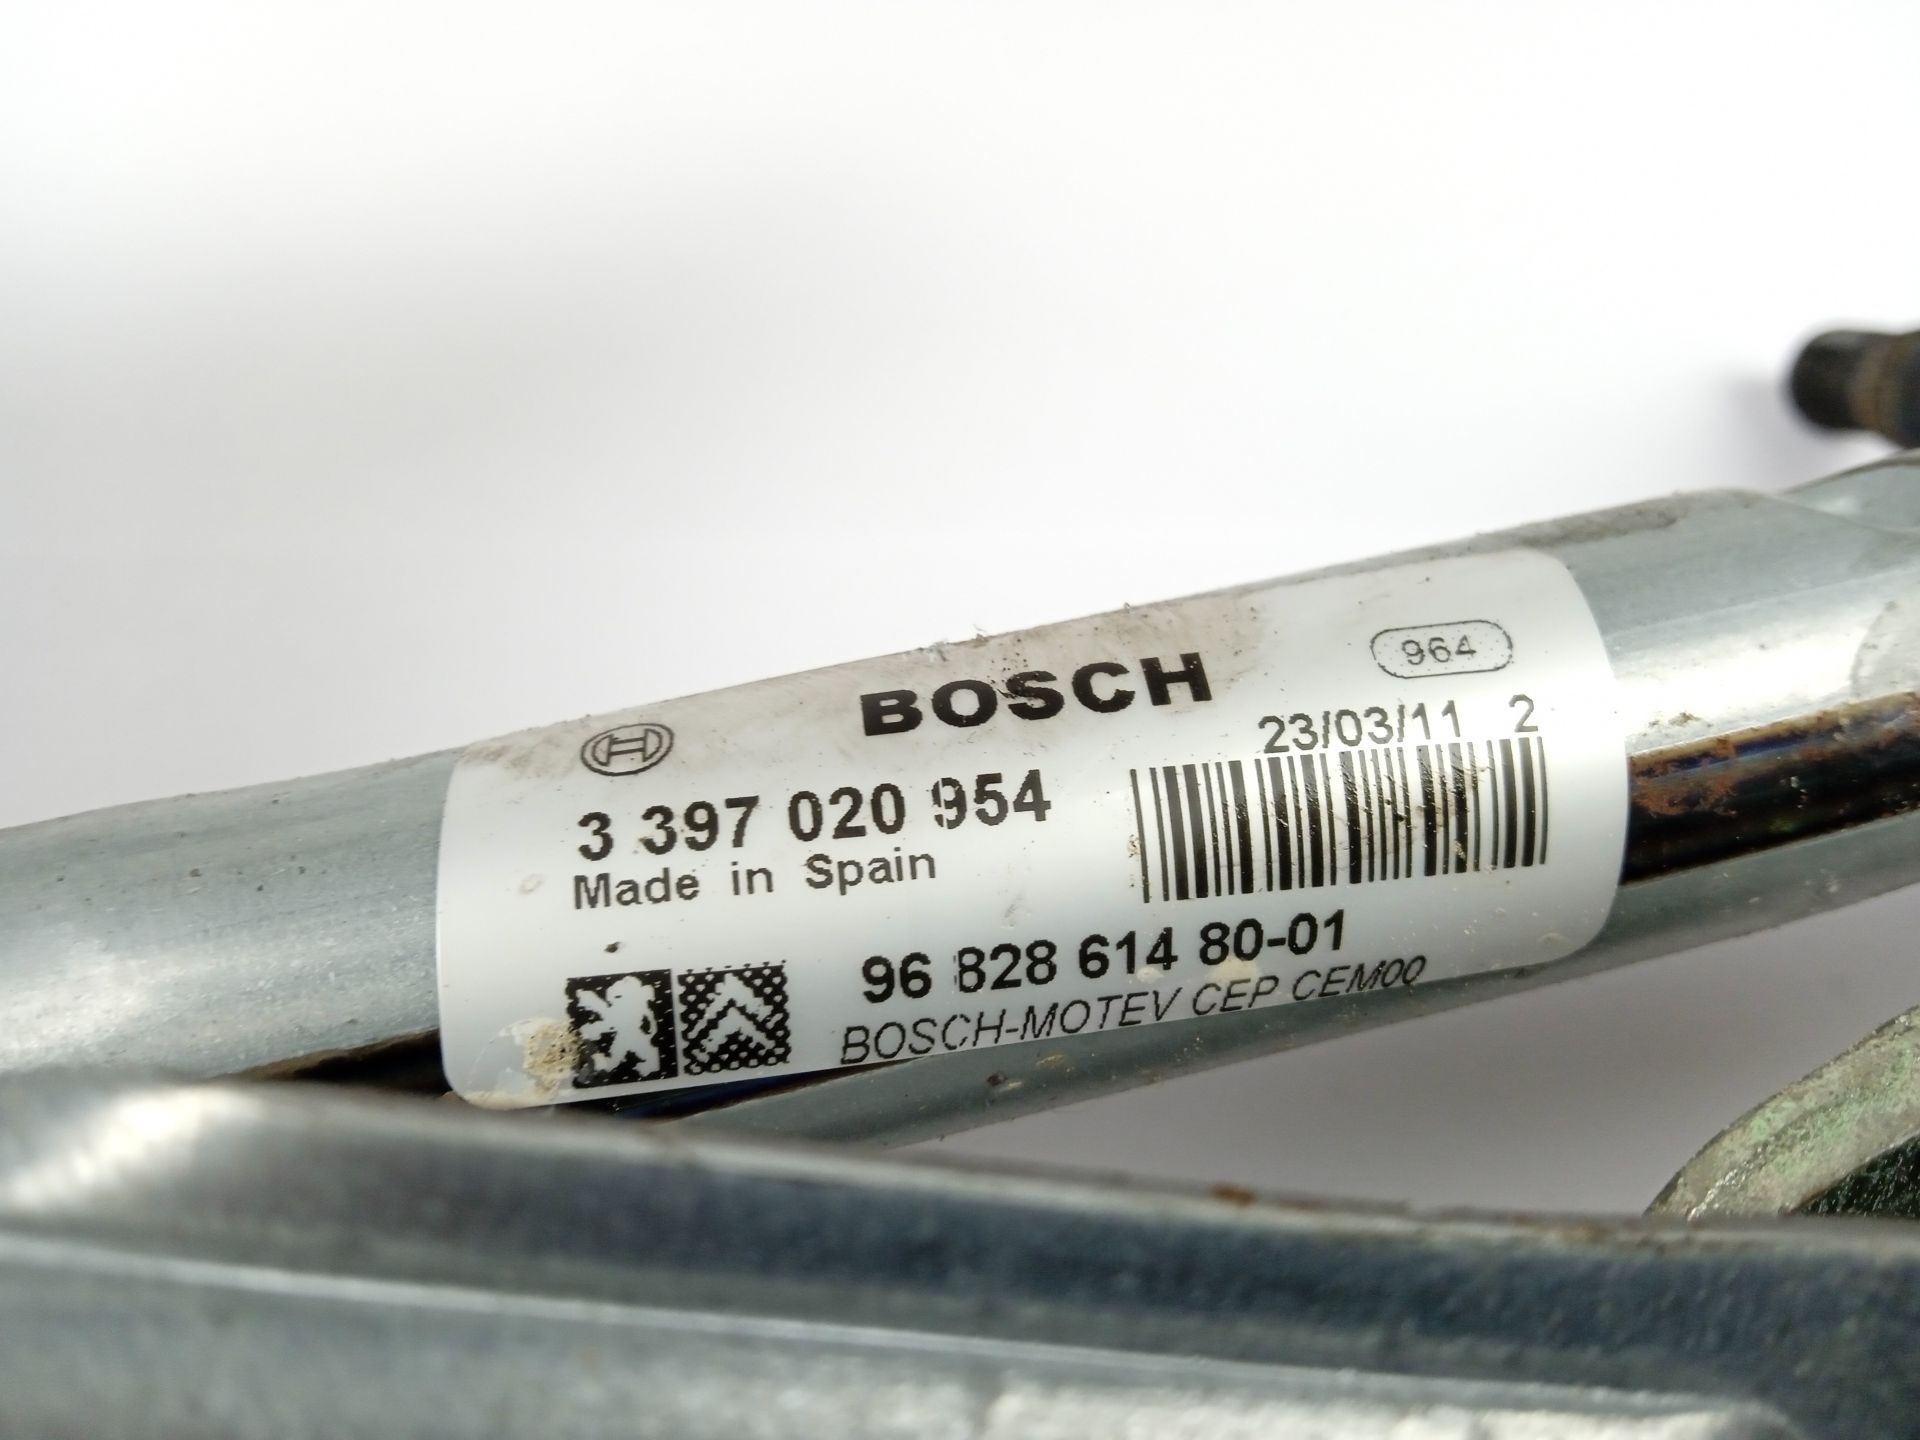 BOSCH
964
23/03/11 2
3 397 020 954
Made in Spain
96 828 614 80-01
BOSCH-MOTEV CEP CEM00